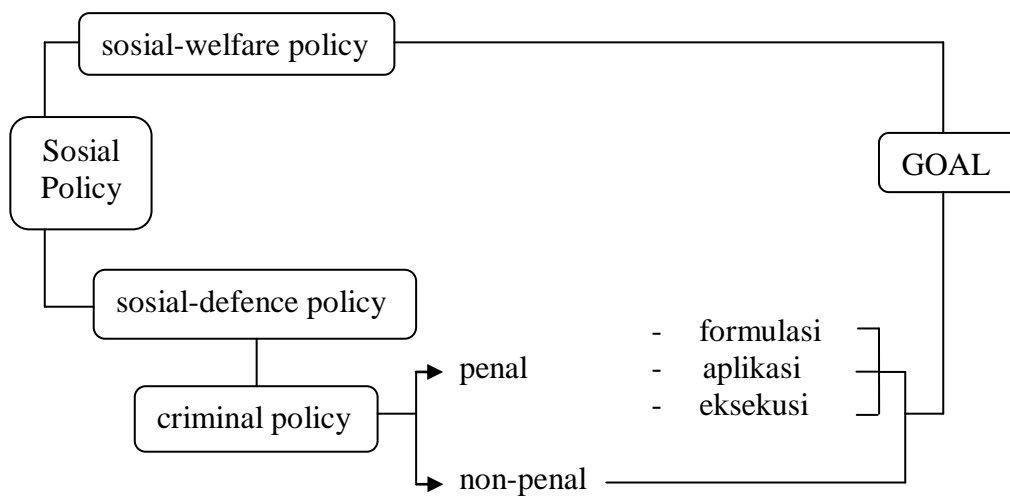 sosial-welfare policy
Sosial
Policy
GOAL
sosial-defence policy
- formulasi
penal - aplikasi
- eksekusi
criminal policy
non-penal